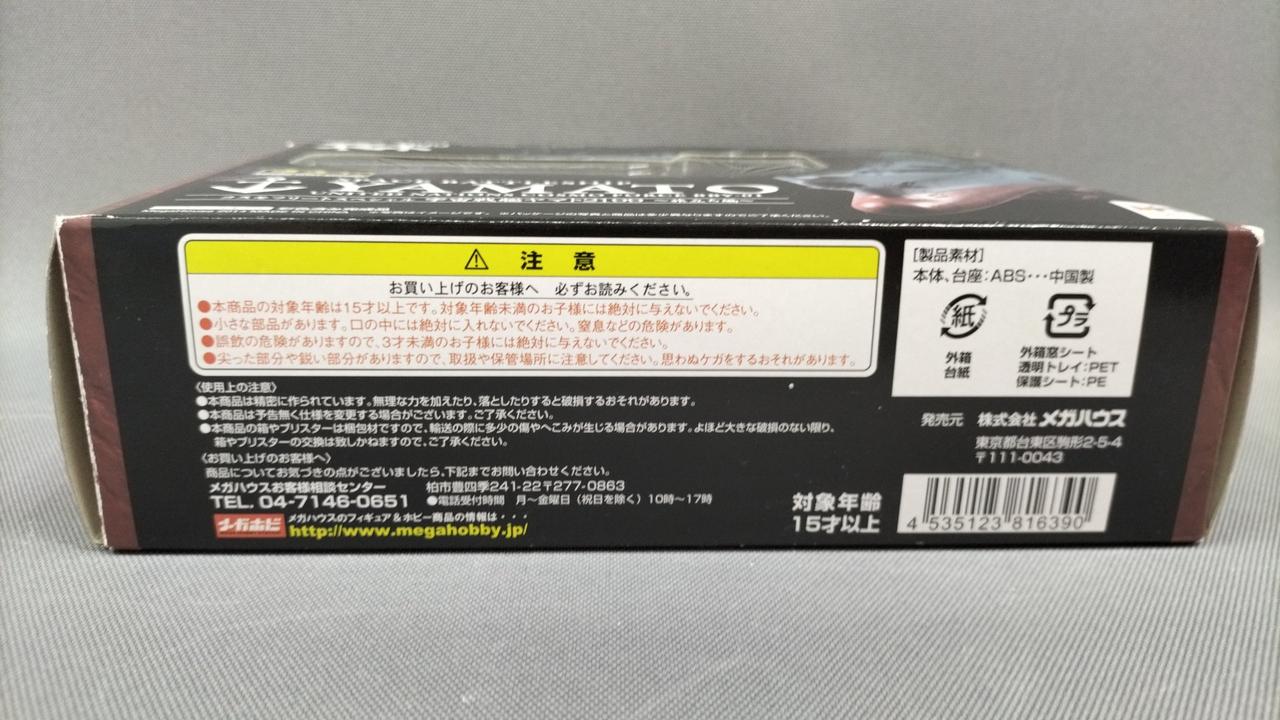 YAMATO
⚠ 注意
お買い上げのお客様へ 必ずお読みください。
●本商品の対象年齢は15才以上です。対象年齢未満のお子様には絶対に与えないでください。
●小さな部品があります。口の中には絶対に入れないでください。窒息などの危険があります。
●誤飲の危険がありますので、3才未満のお子様には絶対に与えないでください。
●尖った部分や鋭い部分がありますので、取扱や保管場所に注意してください。思わぬケガをするおそれがあります。
〈使用上の注意〉
●本商品は精密に作られています。無理な力を加えたり、落としたりすると破損するおそれがあります。
●本商品は予告無く仕様を変更する場合がございます。ご了承ください。
●本商品の箱やブリスターは梱包材ですので、輸送の際に多少の傷やへこみが生じる場合があります。よほど大きな破損のない限り、
箱やブリスターの交換は致しかねますので、ご了承ください。
〈お買い上げのお客様へ〉
商品についてお気づきの点がございましたら、下記までお問い合わせください。
メガハウスお客様相談センター 柏市豊四季241-22〒277-0863
TEL. 04-7146-0651 ●電話受付時間 月〜金曜日（祝日を除く）10時〜17時
メガホビ メガハウスのフィギュア＆ホビー商品の情報は・・・
http://www.megahobby.jp/
対象年齢
15才以上
［製品素材］
本体、台座：ABS・・・中国製
紙
外箱
台紙
プラ
外箱窓シート
透明トレイ：PET
保護シート：PE
発売元 株式会社 メガハウス
東京都台東区駒形2-5-4
〒111-0043
4 535123 816390